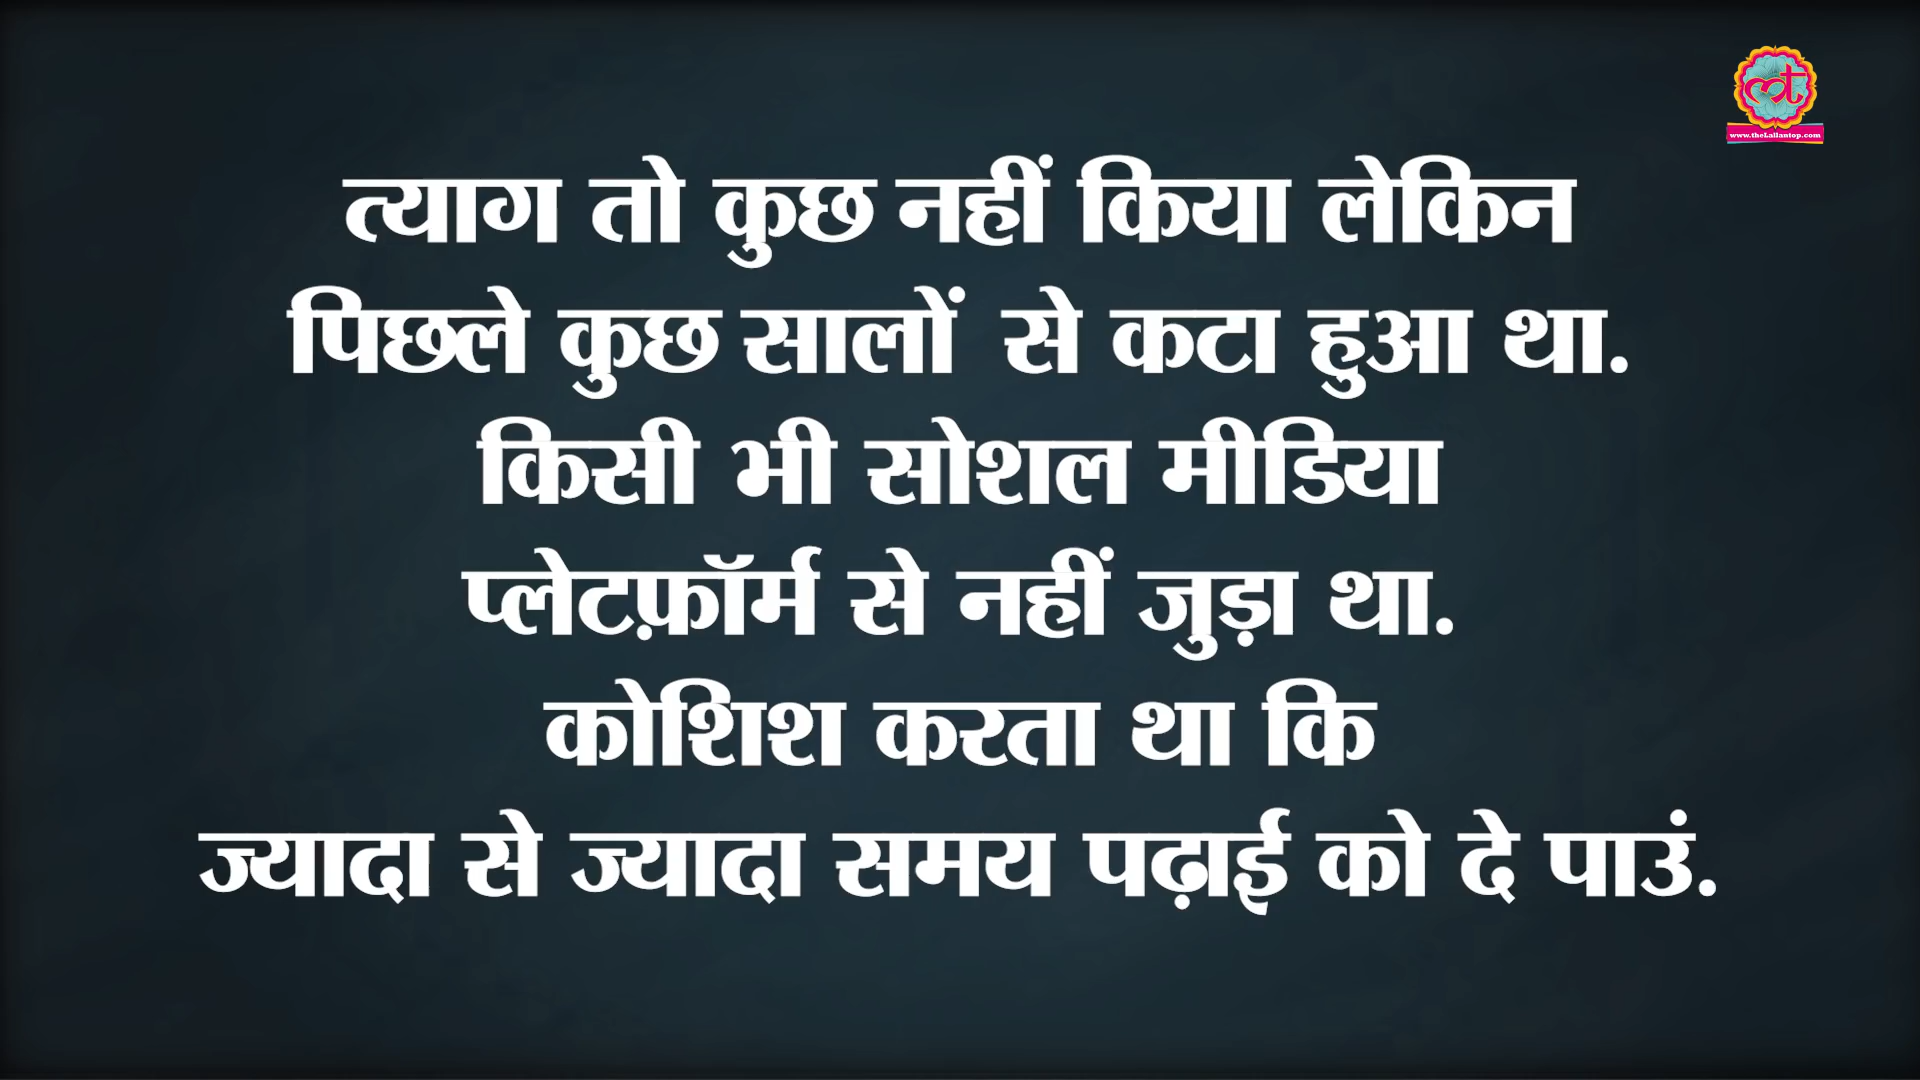 www.theLallantop.com
त्याग तो कुछ नहीं किया लेकिन
पिछले कुछ सालों से कटा हुआ था.
किसी भी सोशल मीडिया
प्लेटफ़ॉर्म से नहीं जुड़ा था.
कोशिश करता था कि
ज्यादा से ज्यादा समय पढ़ाई को दे पाउं.